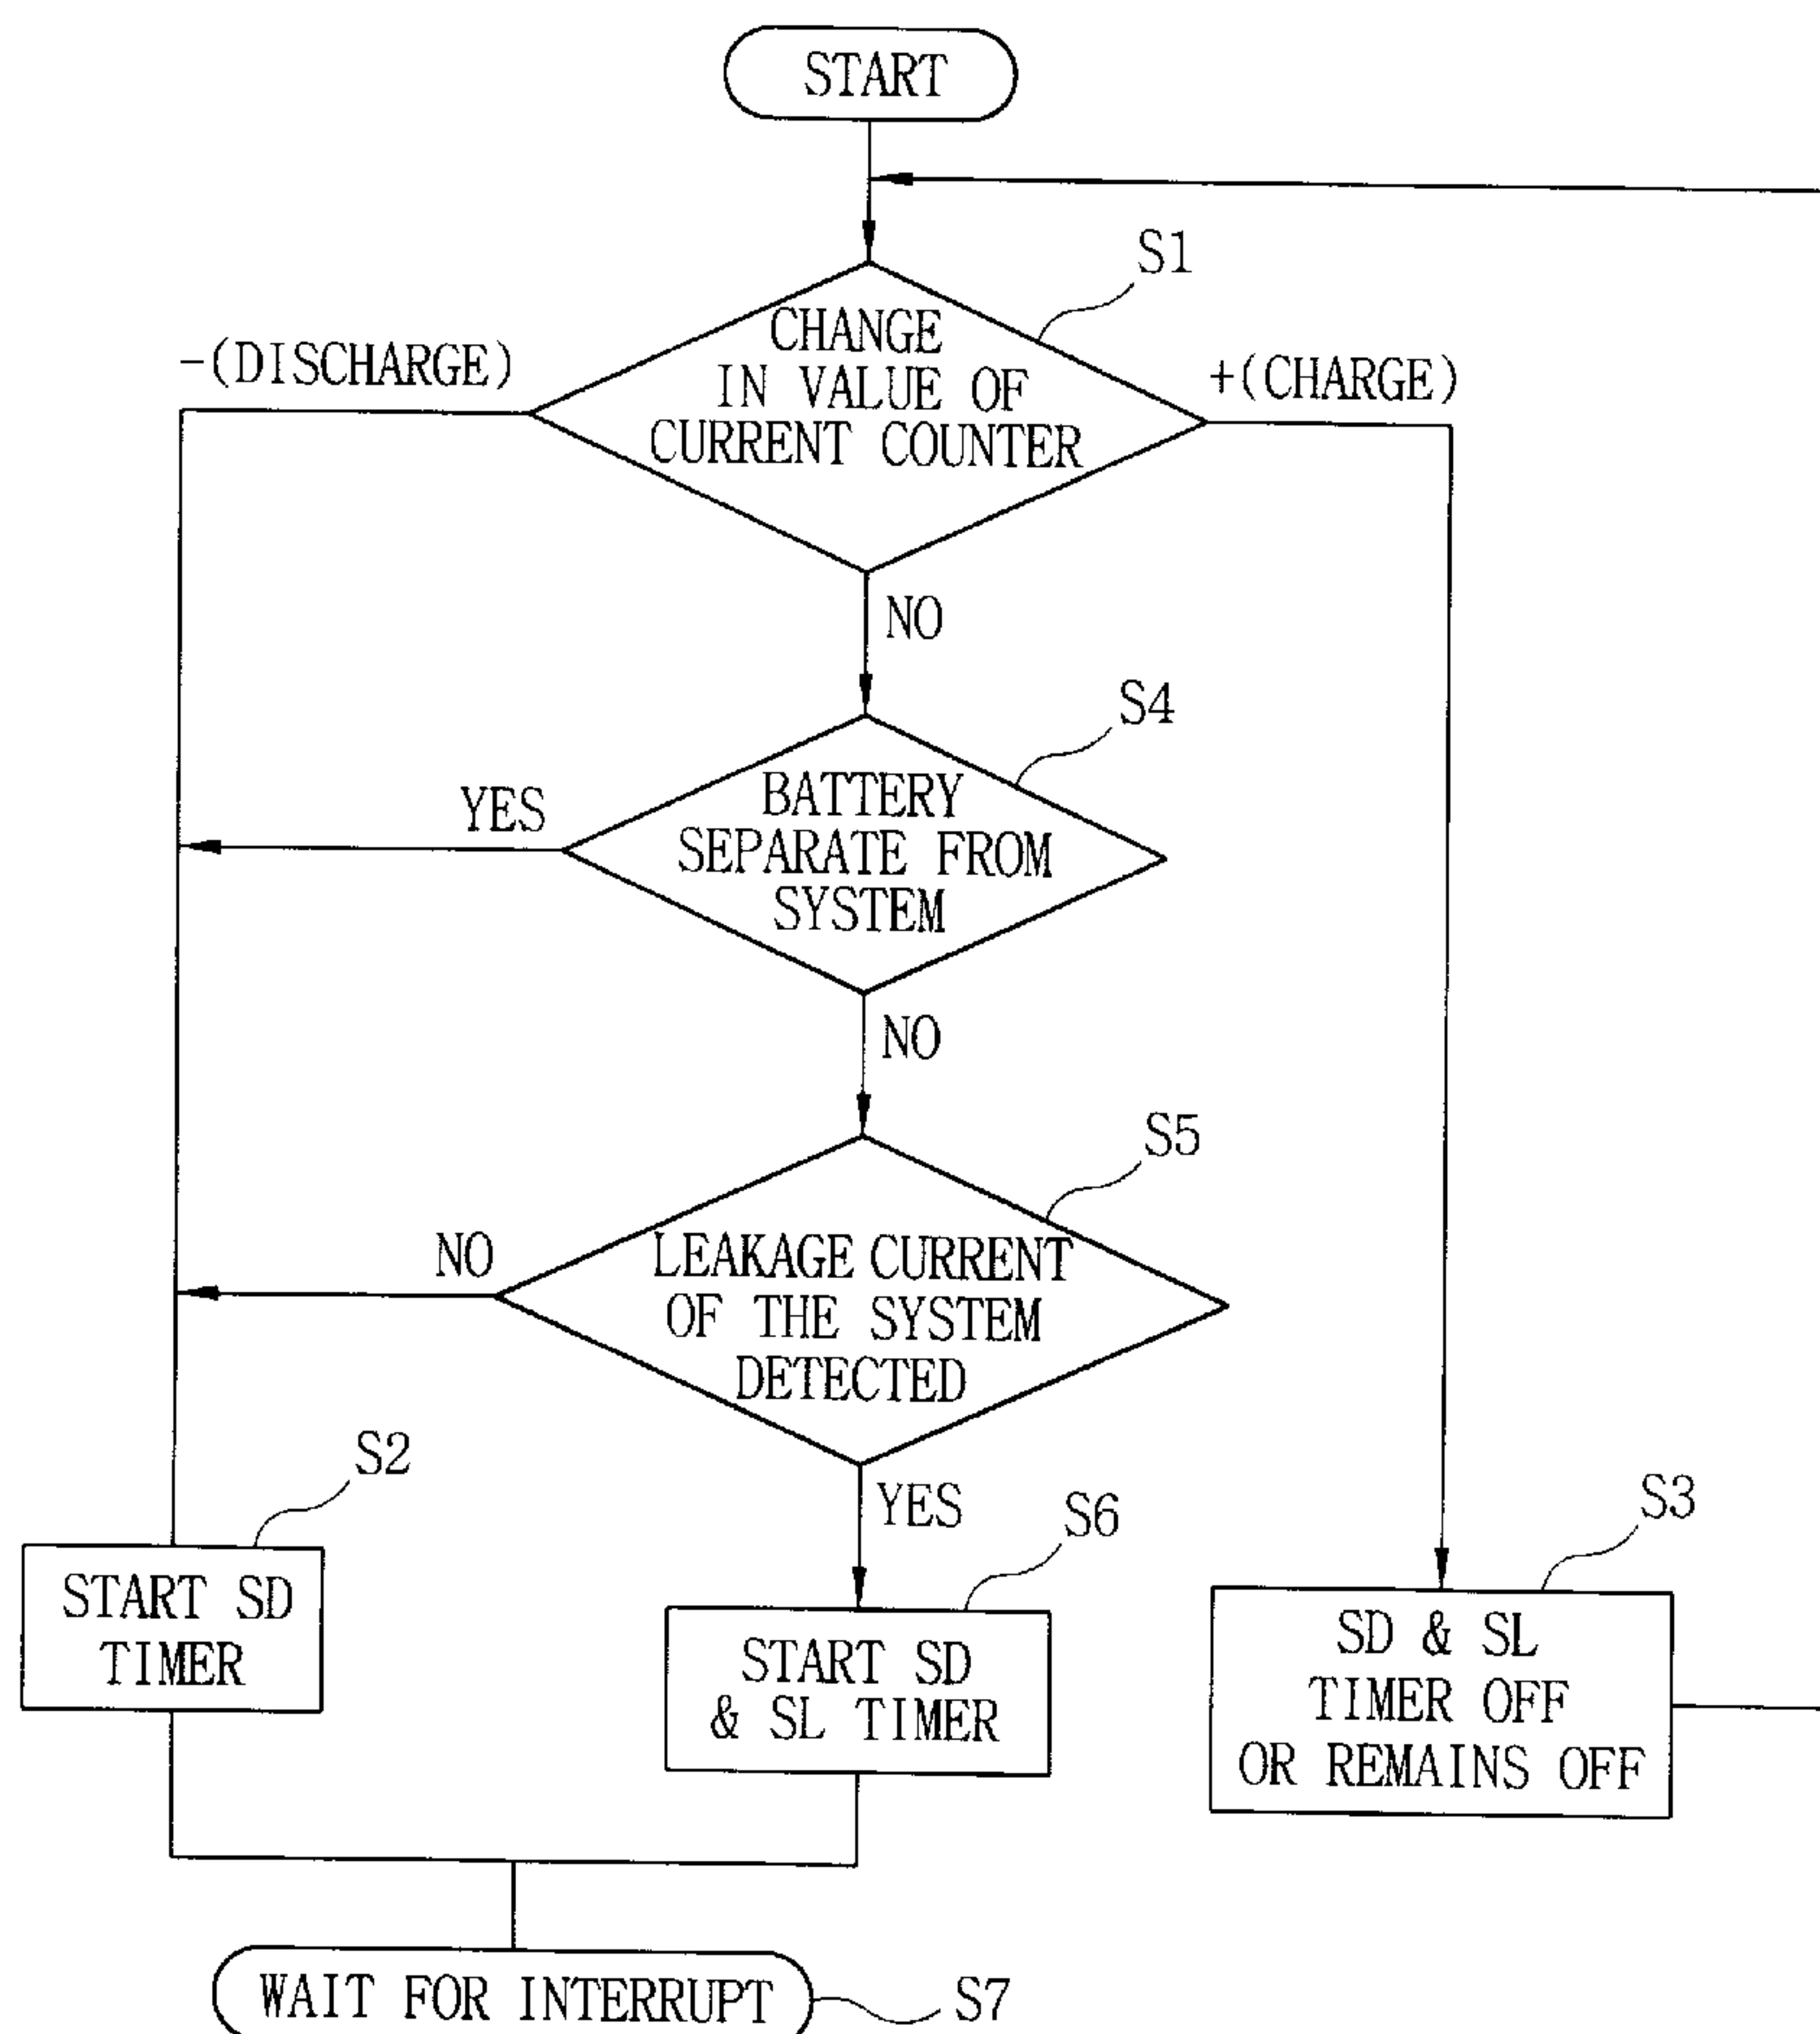 START
S1
CHANGE
IN VALUE OF
CURRENT COUNTER
-(DISCHARGE)
+(CHARGE)
NO
S4
BATTERY
SEPARATE FROM
SYSTEM
YES
NO
S5
LEAKAGE CURRENT
OF THE SYSTEM
DETECTED
NO
YES
S2
START SD
TIMER
S6
START SD
& SL TIMER
S3
SD & SL
TIMER OFF
OR REMAINS OFF
WAIT FOR INTERRUPT
S7